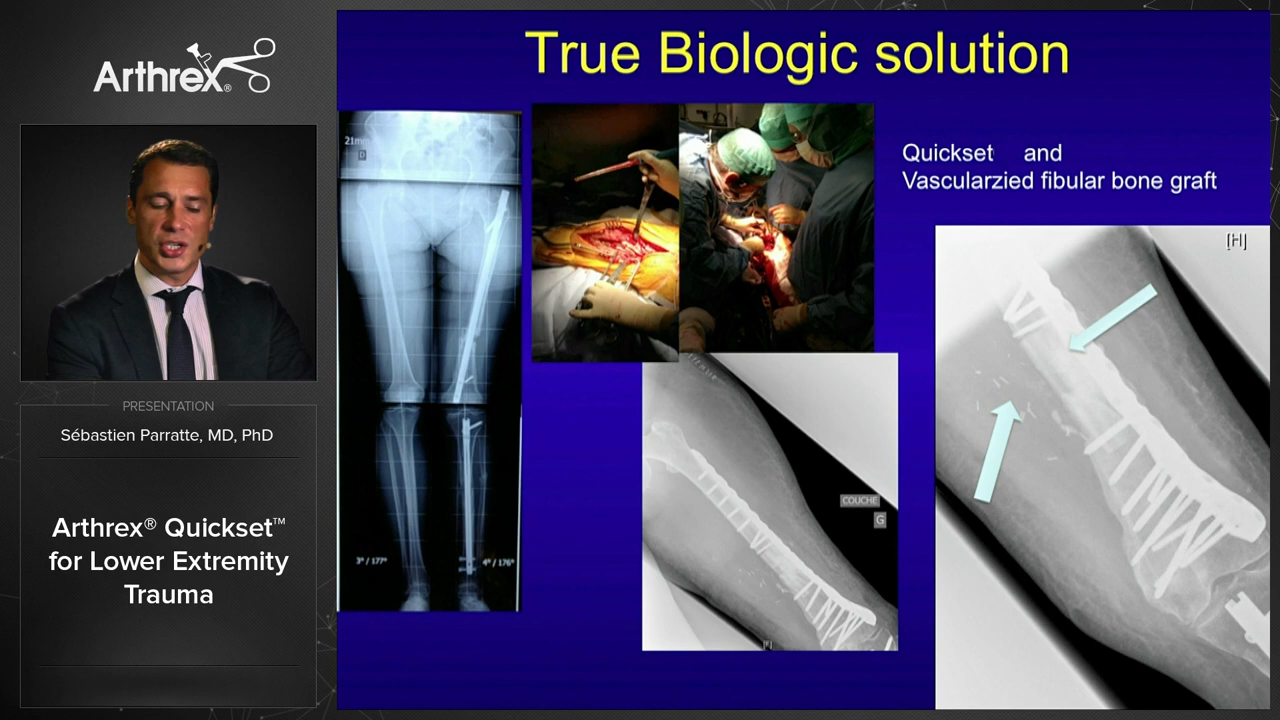 Arthrex®
PRESENTATION
Sébastien Parratte, MD, PhD
Arthrex® Quickset™
for Lower Extremity
Trauma
True Biologic solution
Quickset and
Vascularzied fibular bone graft
21mm
D
3° / 177°
4° / 176°
COUCHE
G
[H]